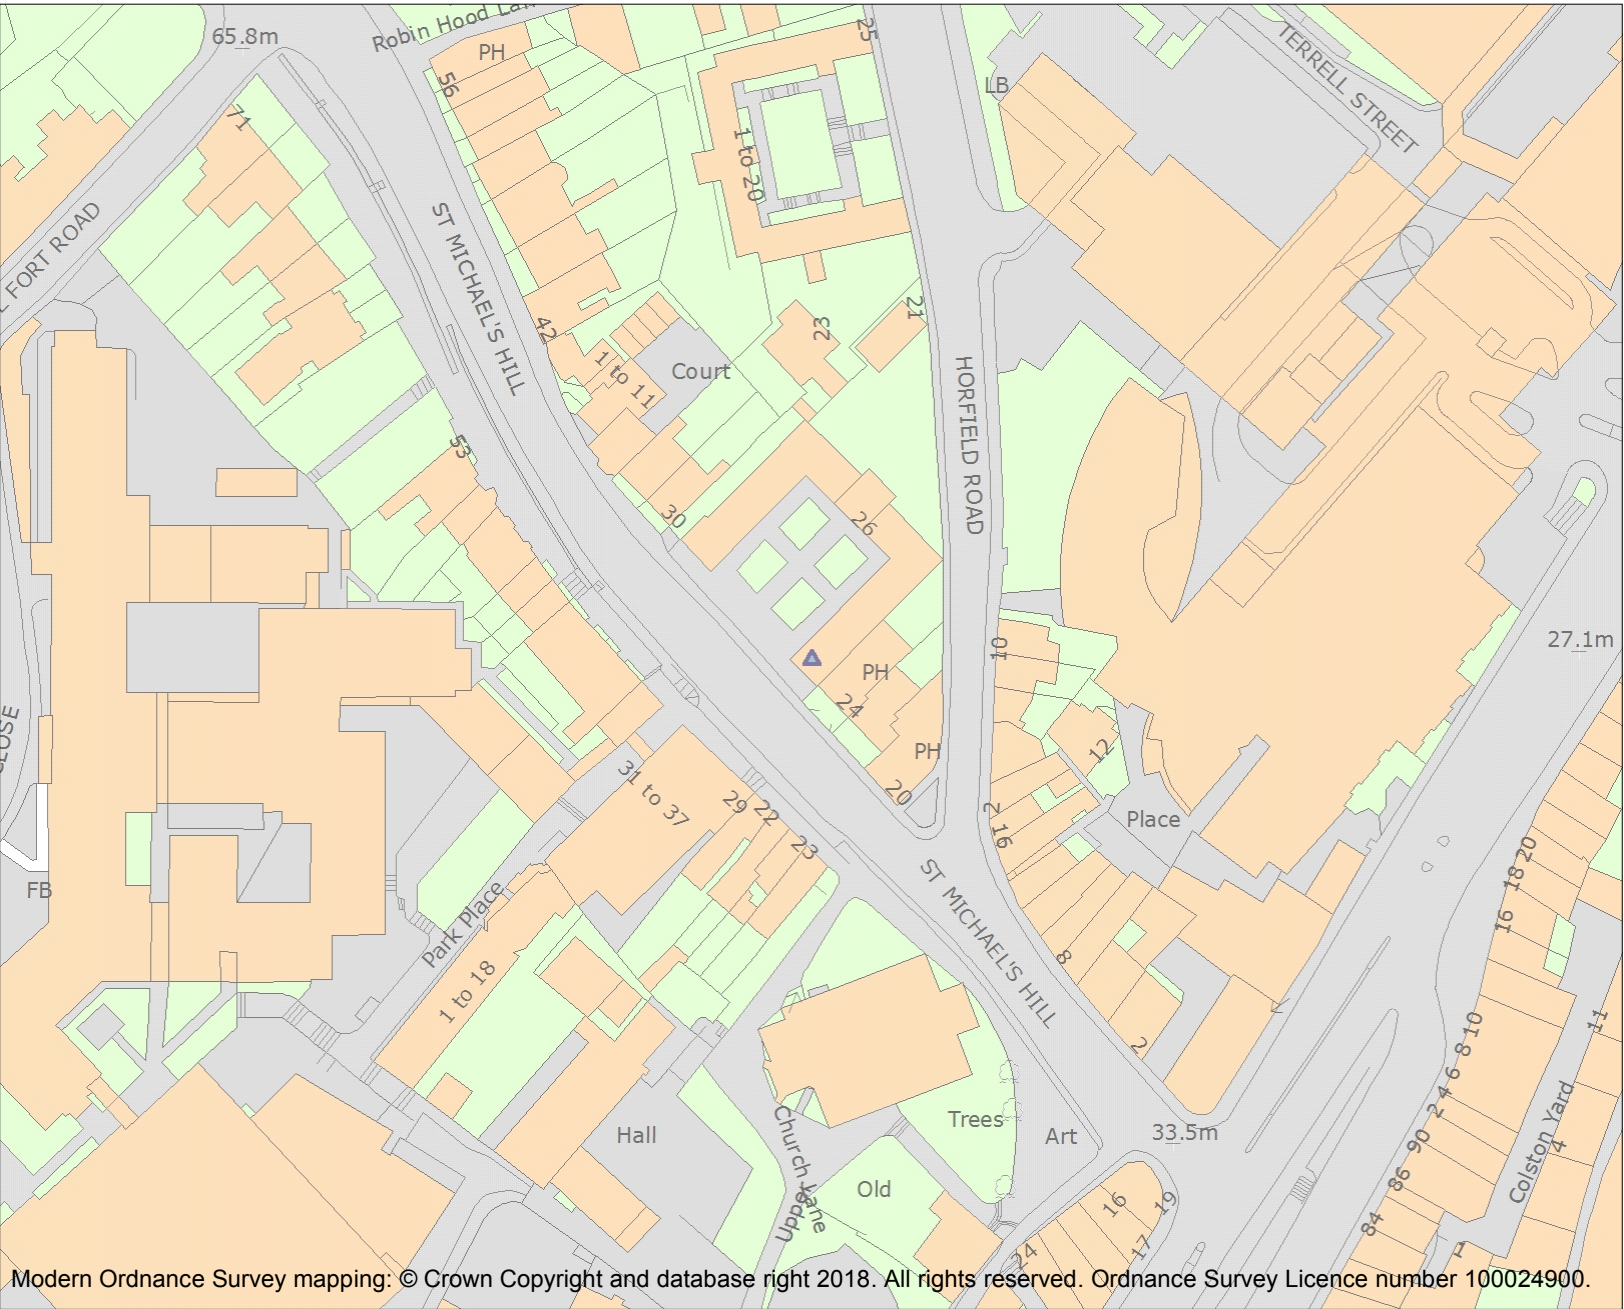 65.8m
Robin Hood Lan
PH
25
TERRELL STREET
56
LB
71
1 to 20
FORT ROAD
ST MICHAEL'S HILL
42
23
21
1 to 11
Court
HORFIELD ROAD
53
30
26
10
27.1m
PH
24
12
PH
31 to 37
29
22
20
2
16
Place
23
18 20
FB
ST MICHAEL'S HILL
Park Place
16
8
1 to 18
10
8
11
2
6
4
2
Trees
Art
33.5m
Hall
90
Colston Yard
4
Church Lane
Upper
Old
86
16
19
84
17
24
1
Modern Ordnance Survey mapping: © Crown Copyright and database right 2018. All rights reserved. Ordnance Survey Licence number 100024900.